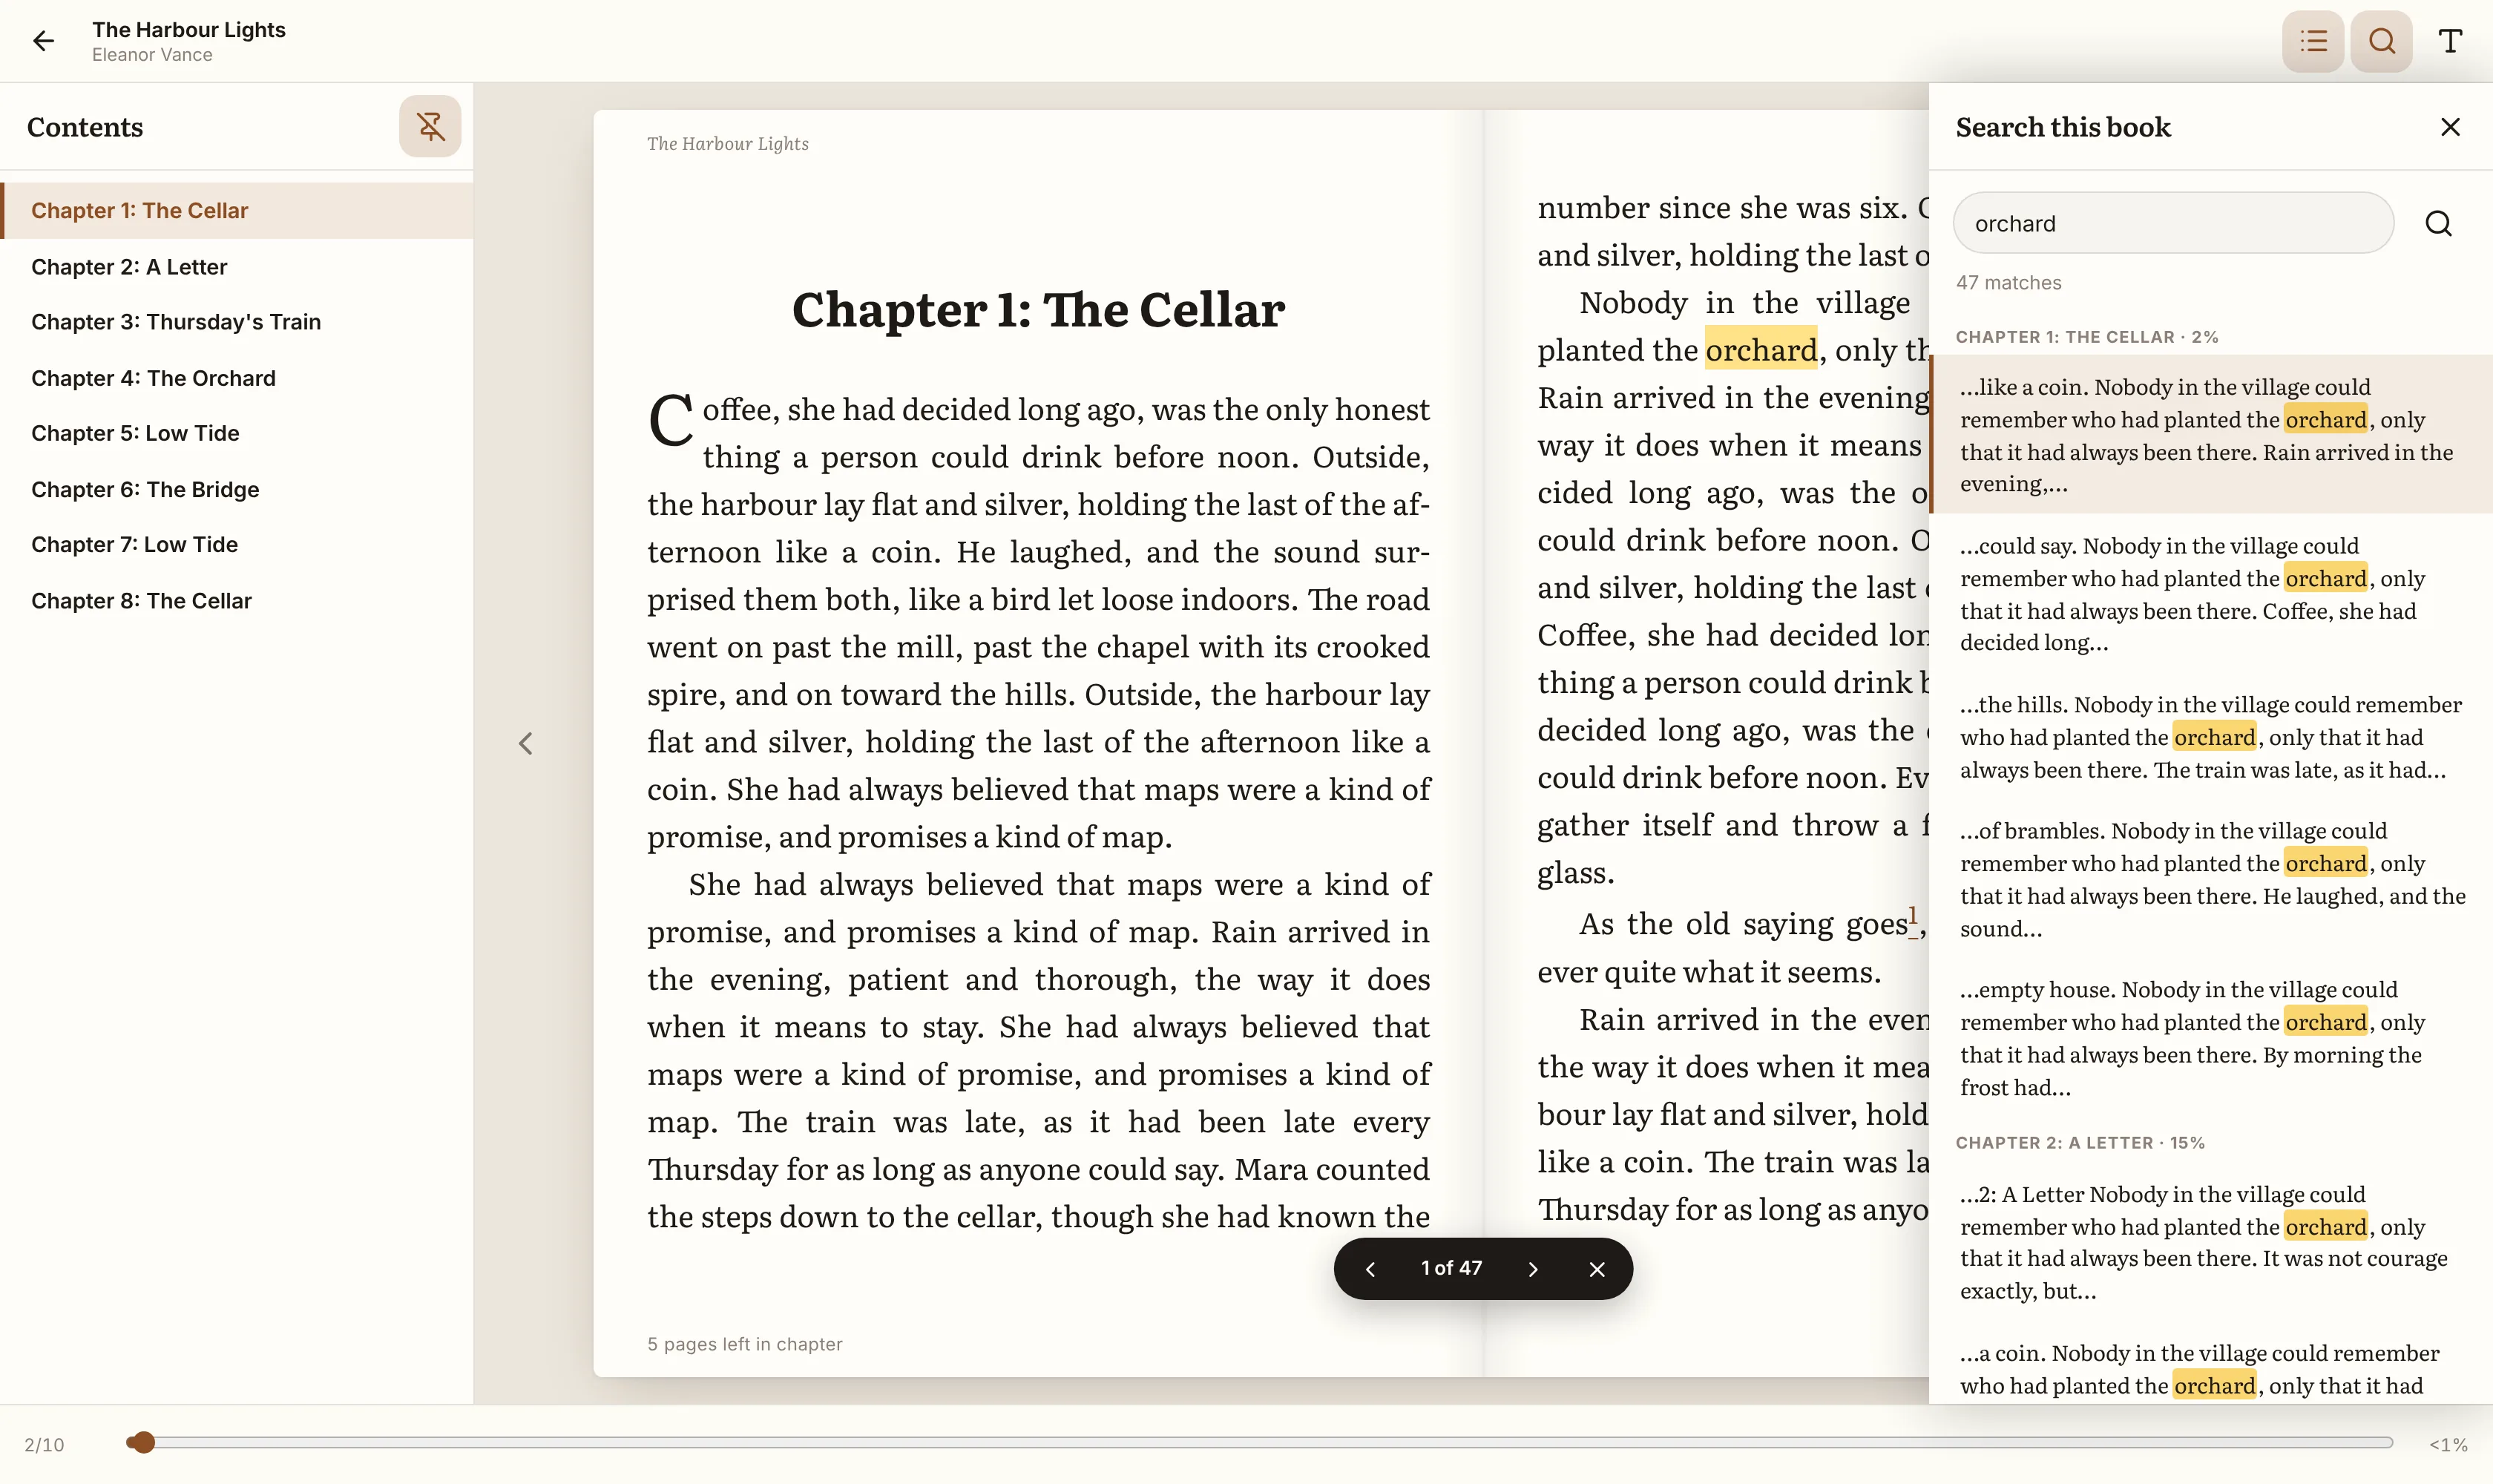 The Harbour Lights
Eleanor Vance
Contents
Chapter 1: The Cellar
Chapter 2: A Letter
Chapter 3: Thursday's Train
Chapter 4: The Orchard
Chapter 5: Low Tide
Chapter 6: The Bridge
Chapter 7: Low Tide
Chapter 8: The Cellar
The Harbour Lights
Chapter 1: The Cellar
Coffee, she had decided long ago, was the only honest
thing a person could drink before noon. Outside,
the harbour lay flat and silver, holding the last of the af-
ternoon like a coin. He laughed, and the sound sur-
prised them both, like a bird let loose indoors. The road
went on past the mill, past the chapel with its crooked
spire, and on toward the hills. Outside, the harbour lay
flat and silver, holding the last of the afternoon like a
coin. She had always believed that maps were a kind of
promise, and promises a kind of map.
She had always believed that maps were a kind of
promise, and promises a kind of map. Rain arrived in
the evening, patient and thorough, the way it does
when it means to stay. She had always believed that
maps were a kind of promise, and promises a kind of
map. The train was late, as it had been late every
Thursday for as long as anyone could say. Mara counted
the steps down to the cellar, though she had known the
5 pages left in chapter
number since she was six.
and silver, holding the last
Nobody in the village
planted the orchard, only
Rain arrived in the evening
way it does when it means
cided long ago, was the
could drink before noon.
and silver, holding the last
Coffee, she had decided
thing a person could drink
decided long ago, was the
could drink before noon.
gather itself and throw a
glass.
As the old saying goes1,
ever quite what it seems.
Rain arrived in the
the way it does when it
bour lay flat and silver,
like a coin. The train was
Thursday for as long as
1 of 47
Search this book
orchard
47 matches
CHAPTER 1: THE CELLAR · 2%
…like a coin. Nobody in the village could
remember who had planted the orchard, only
that it had always been there. Rain arrived in the
evening,…
…could say. Nobody in the village could
remember who had planted the orchard, only
that it had always been there. Coffee, she had
decided long…
…the hills. Nobody in the village could remember
who had planted the orchard, only that it had
always been there. The train was late, as it had…
…of brambles. Nobody in the village could
remember who had planted the orchard, only
that it had always been there. He laughed, and the
sound…
…empty house. Nobody in the village could
remember who had planted the orchard, only
that it had always been there. By morning the
frost had…
CHAPTER 2: A LETTER · 15%
…2: A Letter Nobody in the village could
remember who had planted the orchard, only
that it had always been there. It was not courage
exactly, but…
…a coin. Nobody in the village could remember
who had planted the orchard, only that it had
2/10
<1%